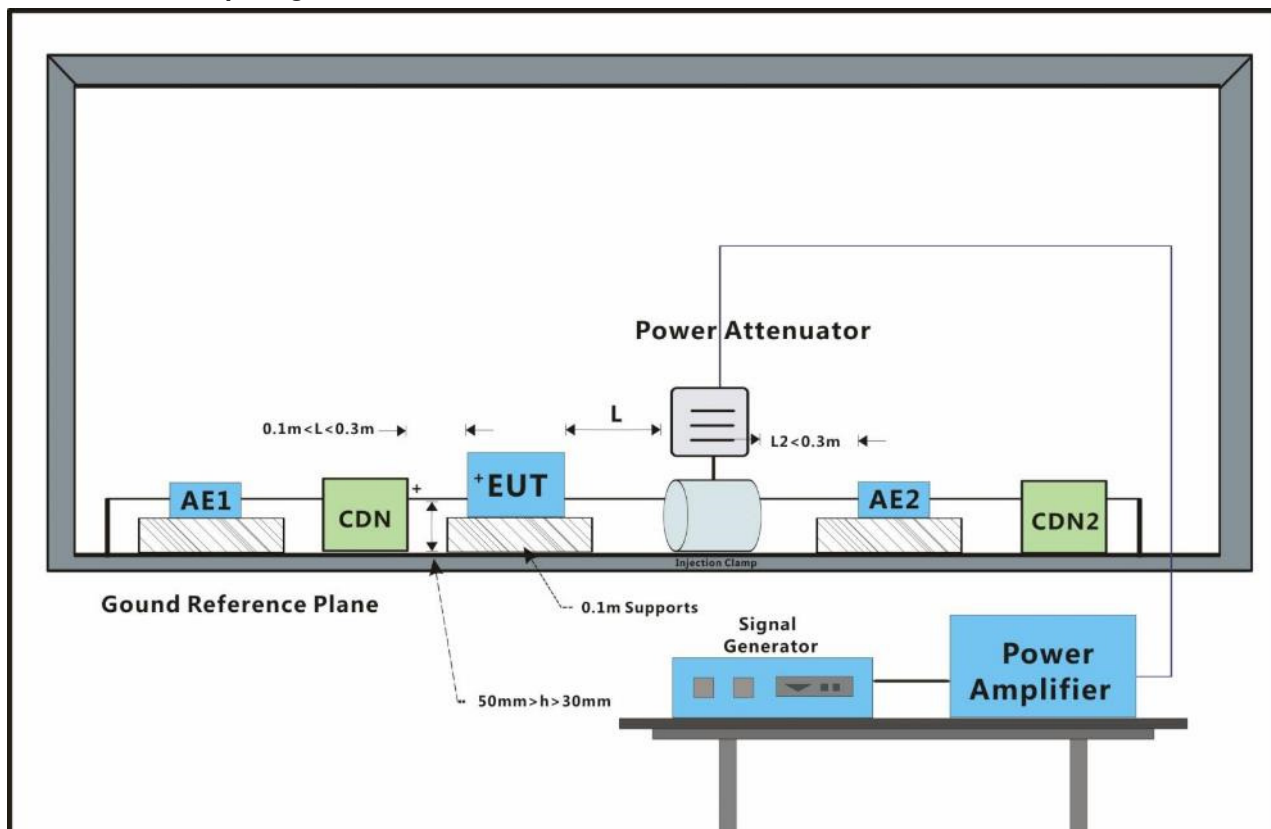 Power Attenuator
0.1m<L<0.3m
L
L2<0.3m
AE1
CDN
+
+EUT
AE2
CDN2
Injection Clamp
Gound Reference Plane
0.1m Supports
50mm>h>30mm
Signal
Generator
Power
Amplifier